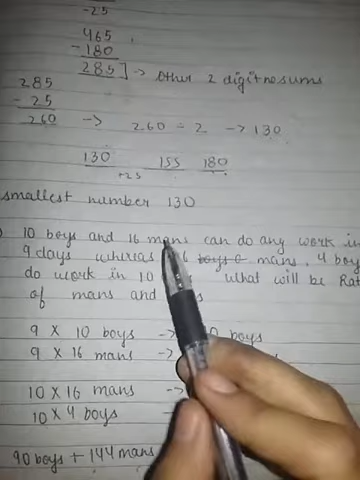 -25
465
- 180
285 ] -> Other 2 digit no sums
285
- 25
260 -> 260 ÷ 2 -> 130
130 155 180
+25
smallest number 130
10 boys and 16 mans can do any work in
9 days whereas 6 boys mans, 4 boy
do work in 10 What will be Rat
of mans and
9 X 10 boys -> 0 boys
9 X 16 mans ->
10 X 16 mans ->
10 X 4 boys
90 boys + 144 mans